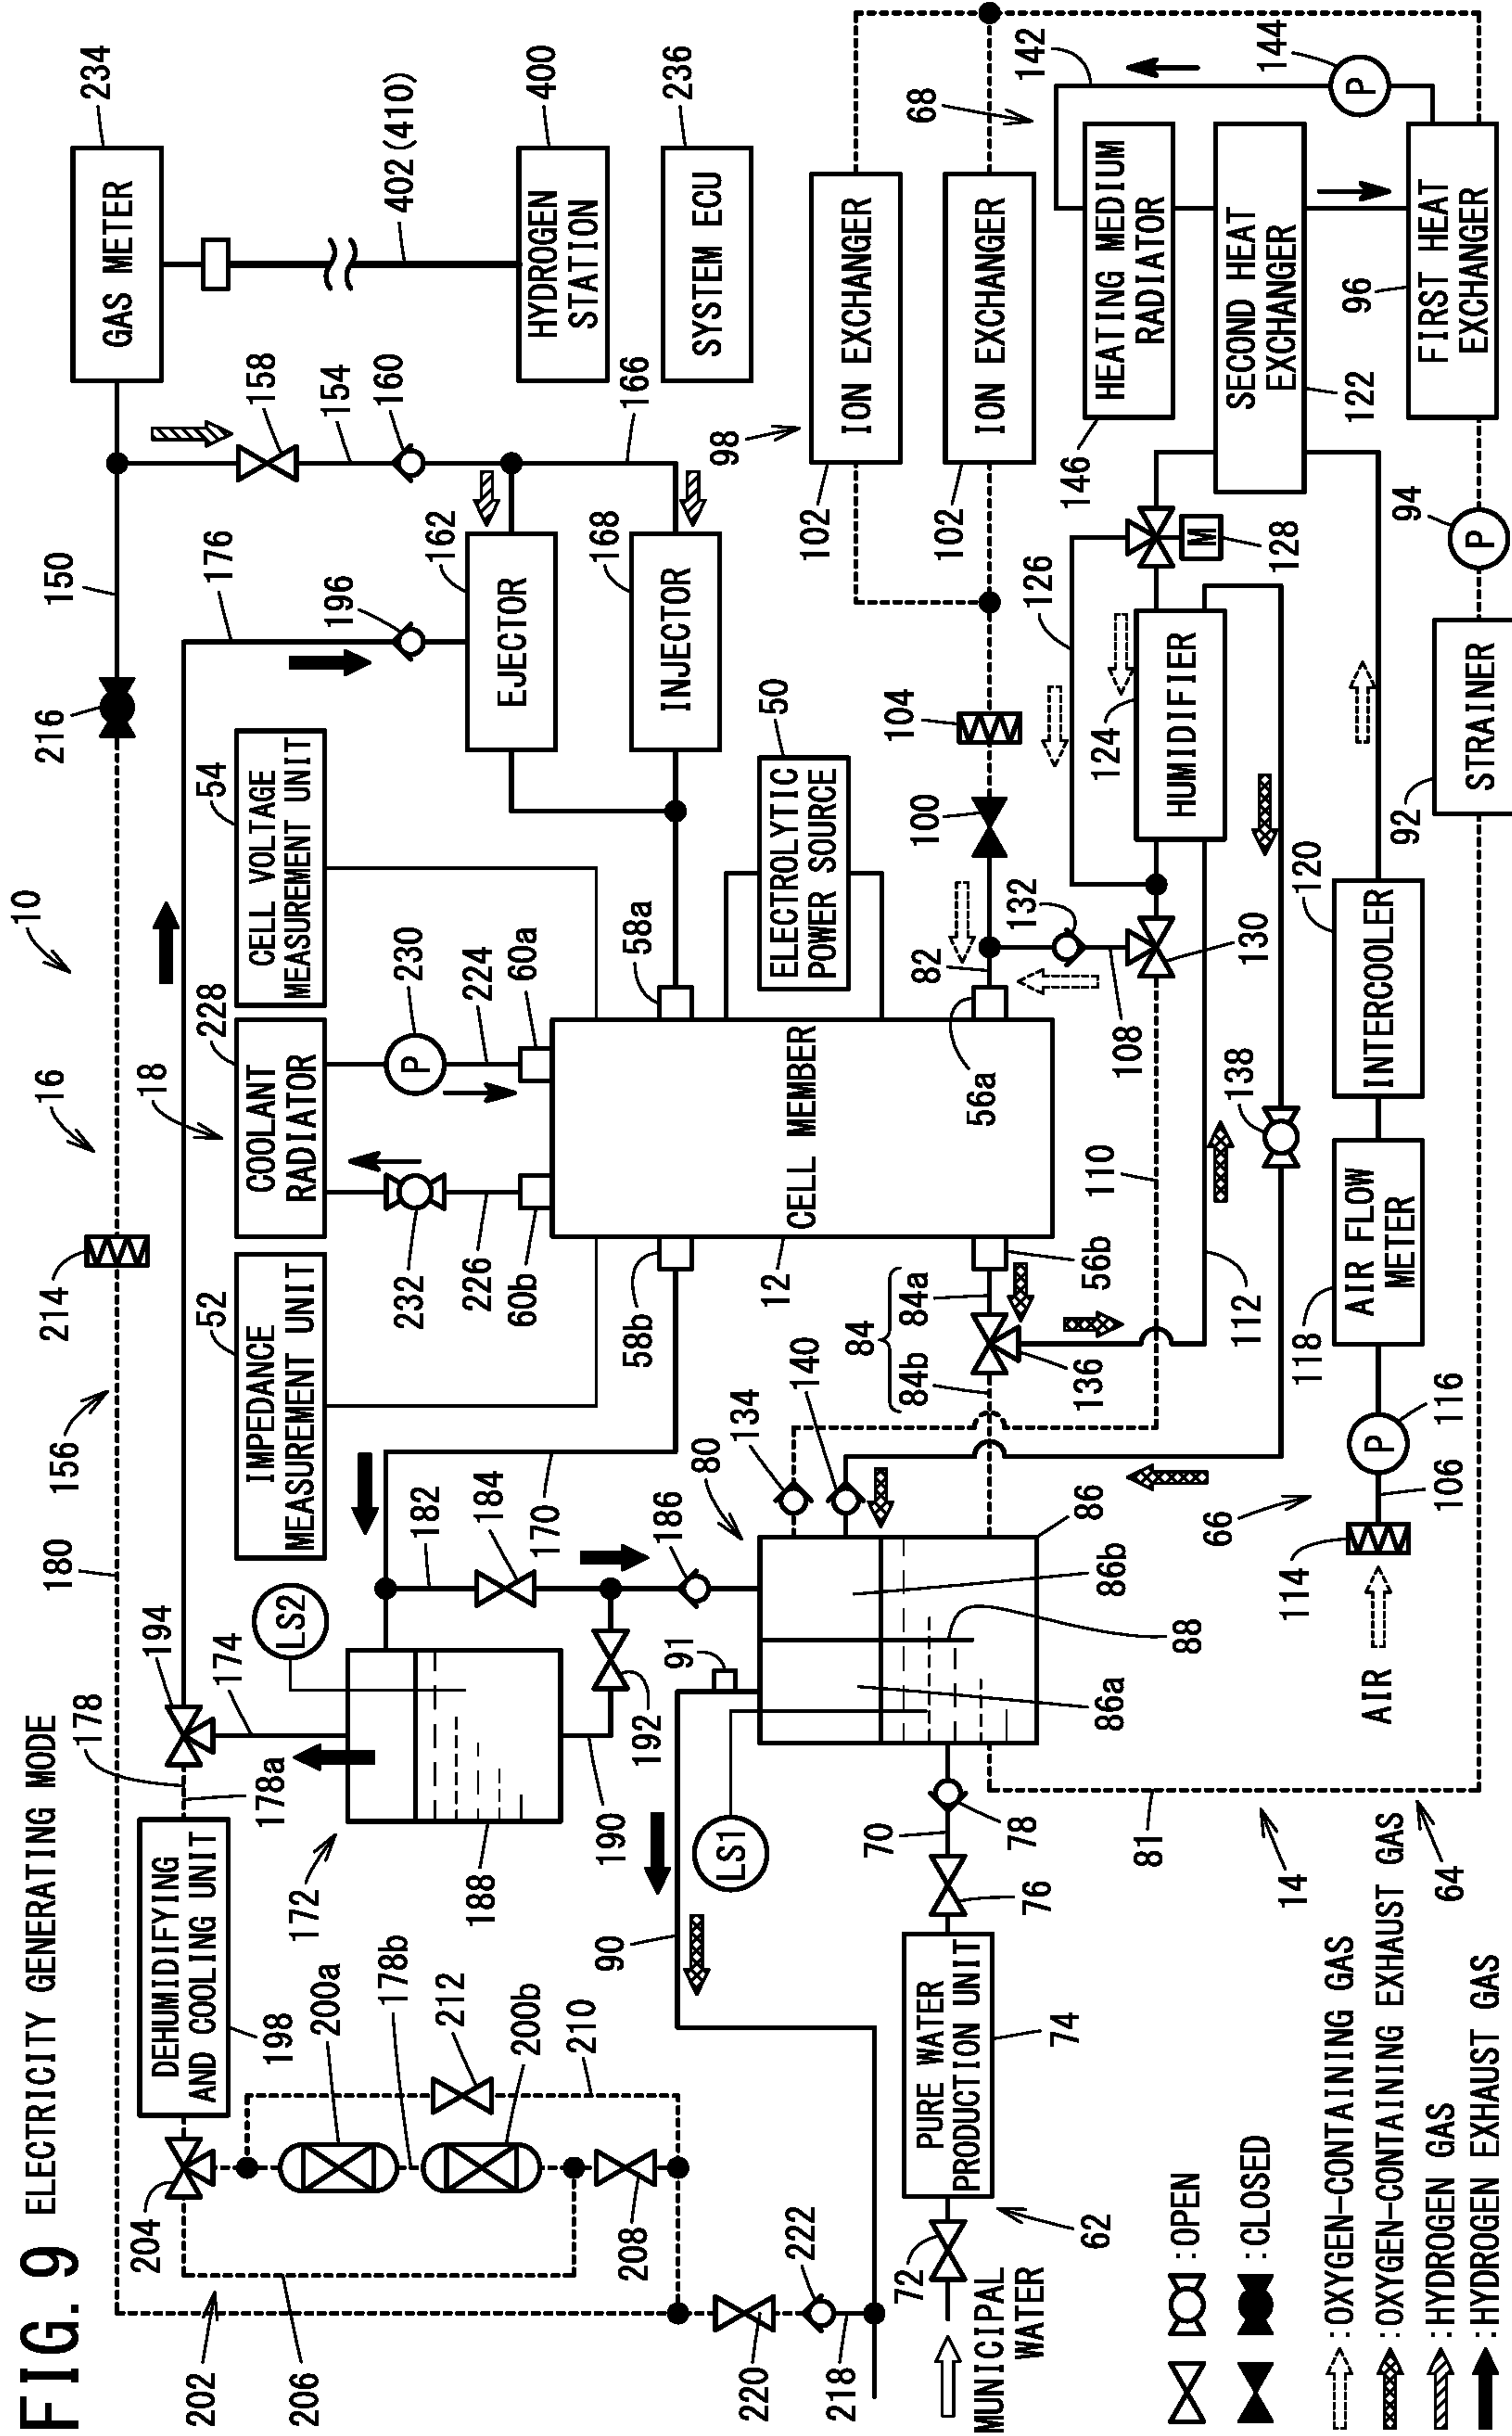 FIG. 9
ELECTRICITY GENERATING MODE
10
16
18
150
156
180
214
216
234
GAS METER
402(410)
400
HYDROGEN
STATION
236
SYSTEM ECU
158
154
160
166
176
196
162
EJECTOR
168
INJECTOR
54
CELL VOLTAGE
MEASUREMENT UNIT
228
COOLANT
RADIATOR
52
IMPEDANCE
MEASUREMENT UNIT
230
P
224
60a
232
226
60b
58a
58b
50
ELECTROLYTIC
POWER SOURCE
CELL MEMBER
12
56a
56b
82
84
84a
84b
136
194
174
178
178a
LS2
172
188
190
192
182
184
186
170
DEHUMIDIFYING
AND COOLING UNIT
198
200a
178b
200b
212
210
204
202
206
208
220
222
218
90
91
LS1
80
134
140
86
86a
86b
88
70
78
76
74
PURE WATER
PRODUCTION UNIT
72
62
MUNICIPAL
WATER
81
14
64
98
102
ION EXCHANGER
102
ION EXCHANGER
104
100
68
142
144
P
HEATING MEDIUM
RADIATOR
146
SECOND HEAT
EXCHANGER
122
FIRST HEAT
EXCHANGER
96
94
P
STRAINER
92
M
128
126
124
HUMIDIFIER
132
130
108
110
112
138
INTERCOOLER
120
AIR FLOW
METER
118
P
116
106
66
114
AIR
:OPEN
:CLOSED
:OXYGEN-CONTAINING GAS
:OXYGEN-CONTAINING EXHAUST GAS
:HYDROGEN GAS
:HYDROGEN EXHAUST GAS